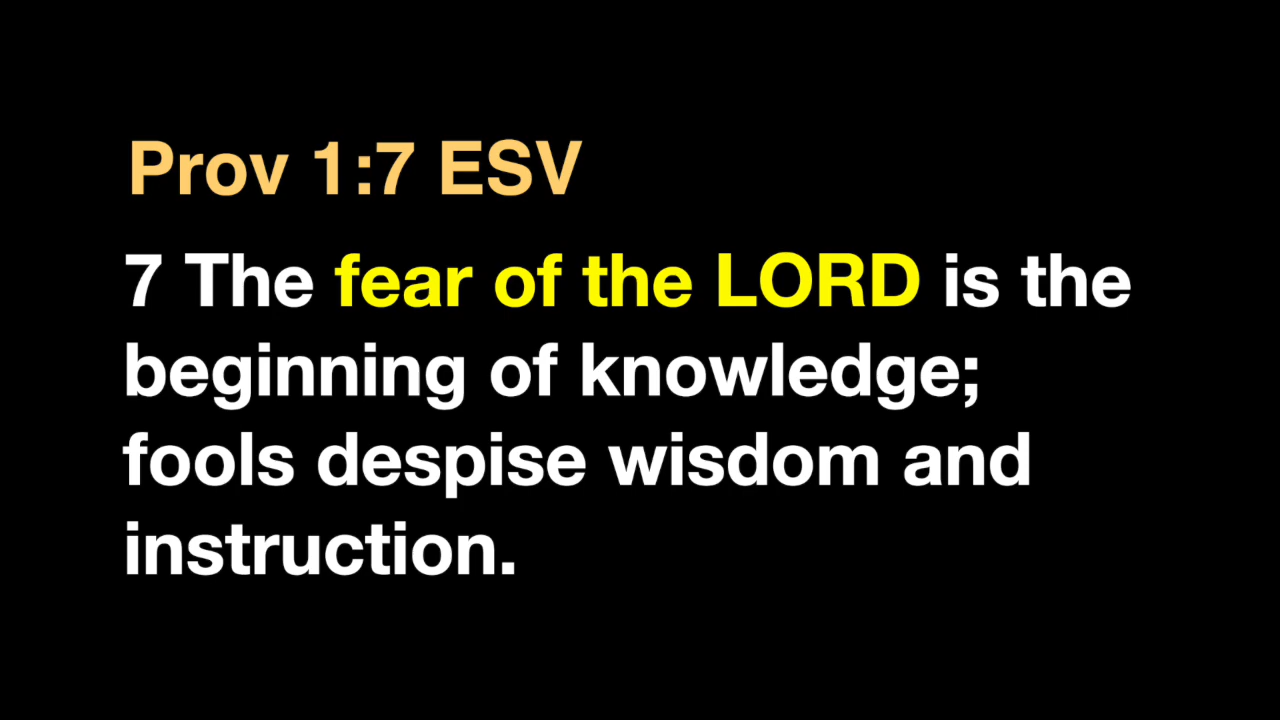 Prov 1:7 ESV
7 The fear of the LORD is the
beginning of knowledge;
fools despise wisdom and
instruction.